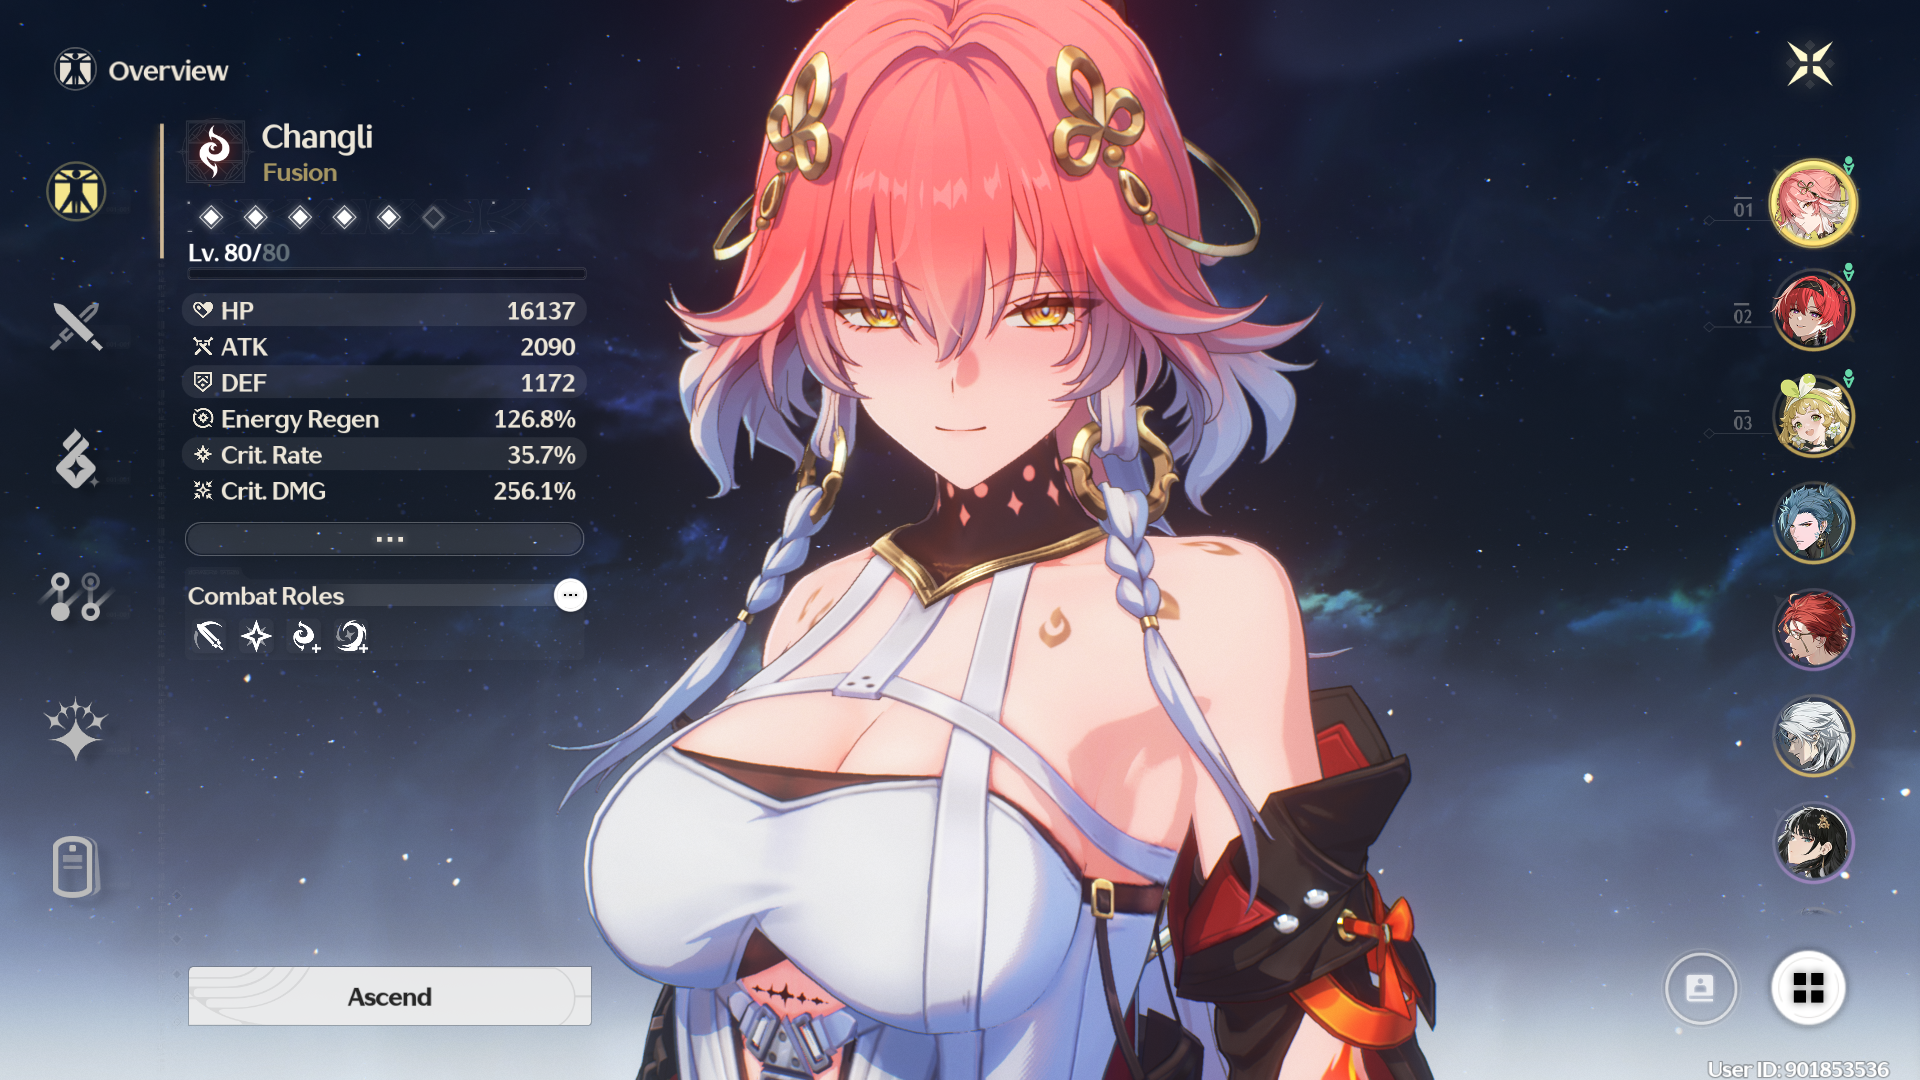 Overview
Changli
Fusion
Lv. 80/80
HP 16137
ATK 2090
DEF 1172
Energy Regen 126.8%
Crit. Rate 35.7%
Crit. DMG 256.1%
Combat Roles
Ascend
01
02
03
User ID: 901853536